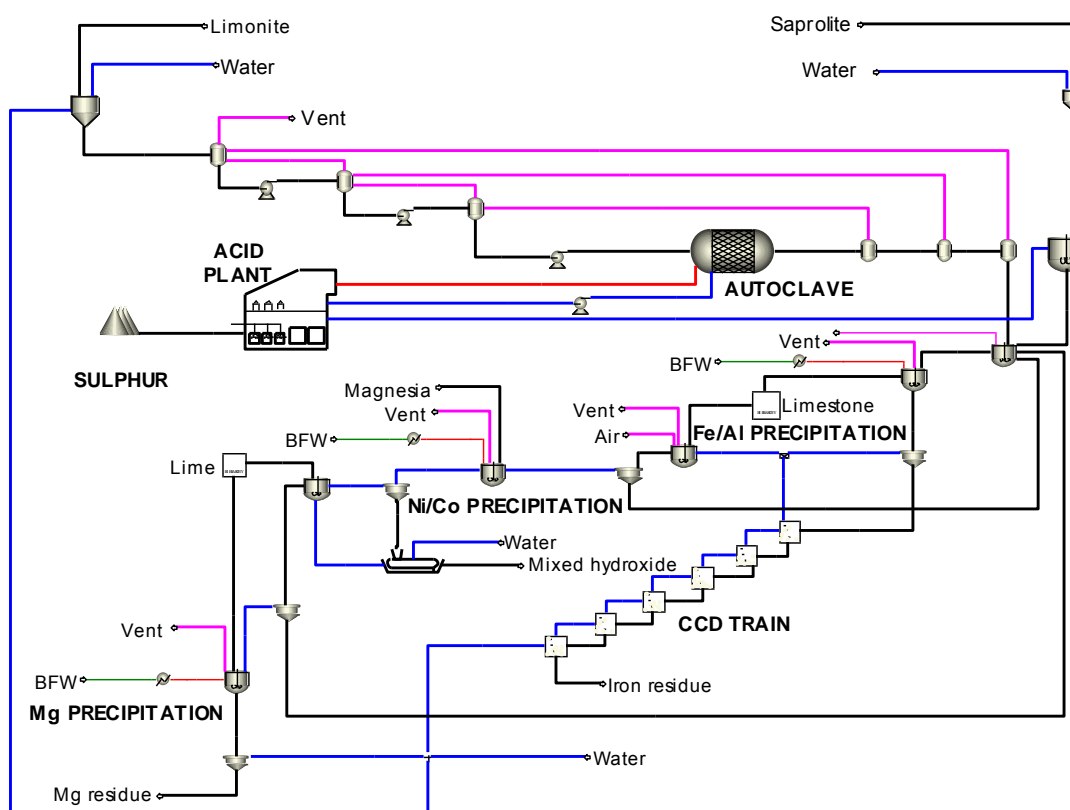 Limonite
Saprolite
Water
Water
Vent
ACID
PLANT
AUTOCLAVE
SULPHUR
Vent
BFW
Magnesia
Vent
Limestone
Vent
Fe/Al PRECIPITATION
Air
BFW
Lime
Ni/Co PRECIPITATION
Water
Mixed hydroxide
Vent
CCD TRAIN
BFW
Iron residue
Mg PRECIPITATION
Water
Mg residue